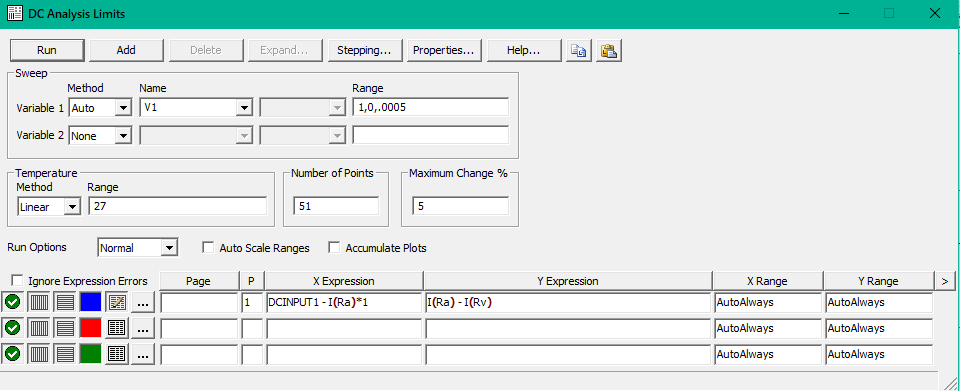 DC Analysis Limits
Run Add Delete Expand... Stepping... Properties... Help...
Sweep
Method Name Range
Variable 1 Auto V1 1,0,.0005
Variable 2 None
Temperature Number of Points Maximum Change %
Method Range
Linear 27 51 5
Run Options Normal Auto Scale Ranges Accumulate Plots
Ignore Expression Errors Page P X Expression Y Expression X Range Y Range >
... 1 DCINPUT1-I(Ra)*1 I(Ra)-I(Rv) AutoAlways AutoAlways
... AutoAlways AutoAlways
... AutoAlways AutoAlways